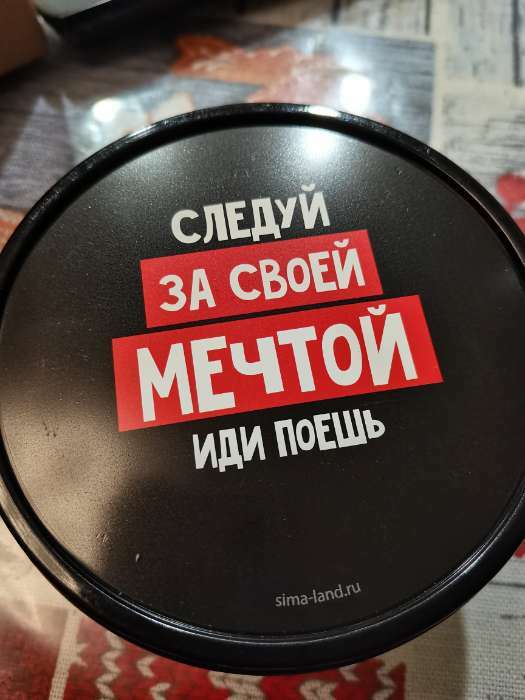 СЛЕДУЙ
ЗА СВОЕЙ
МЕЧТОЙ
ИДИ ПОЕШЬ
sima-land.ru